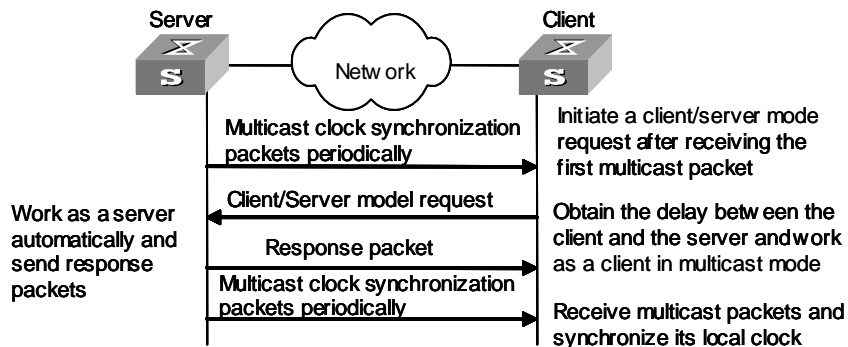 Server
Client
S
S
Network
Multicast clock synchronization
packets periodically
Initiate a client/server mode
request after receiving the
first multicast packet
Client/Server model request
Work as a server
automatically and
send response
packets
Obtain the delay between the
client and the server and work
as a client in multicast mode
Response packet
Multicast clock synchronization
packets periodically
Receive multicast packets and
synchronize its local clock